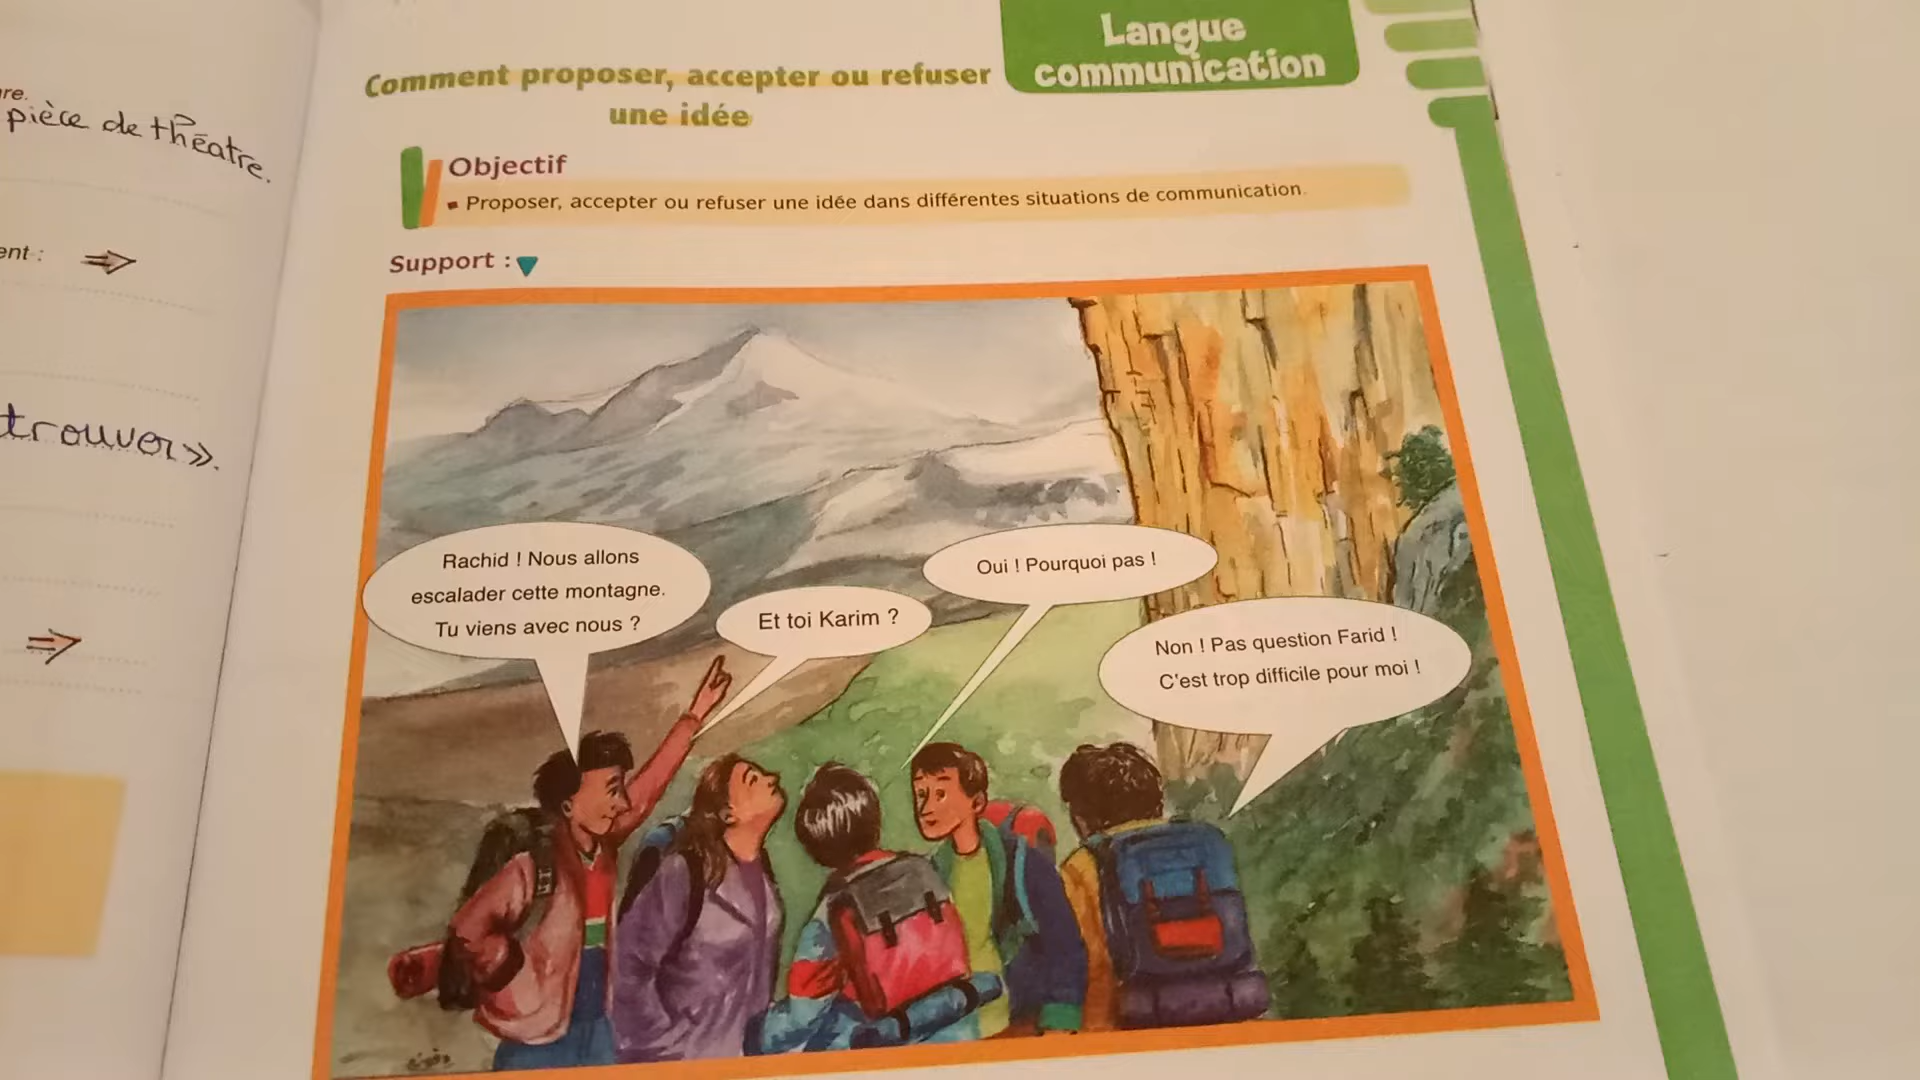 re.
pièce de théatre.
ent :
trouver».
Langue
communication
Comment proposer, accepter ou refuser
une idée
Objectif
▪ Proposer, accepter ou refuser une idée dans différentes situations de communication.
Support :
Rachid ! Nous allons
escalader cette montagne.
Tu viens avec nous ?
Et toi Karim ?
Oui ! Pourquoi pas !
Non ! Pas question Farid !
C'est trop difficile pour moi !